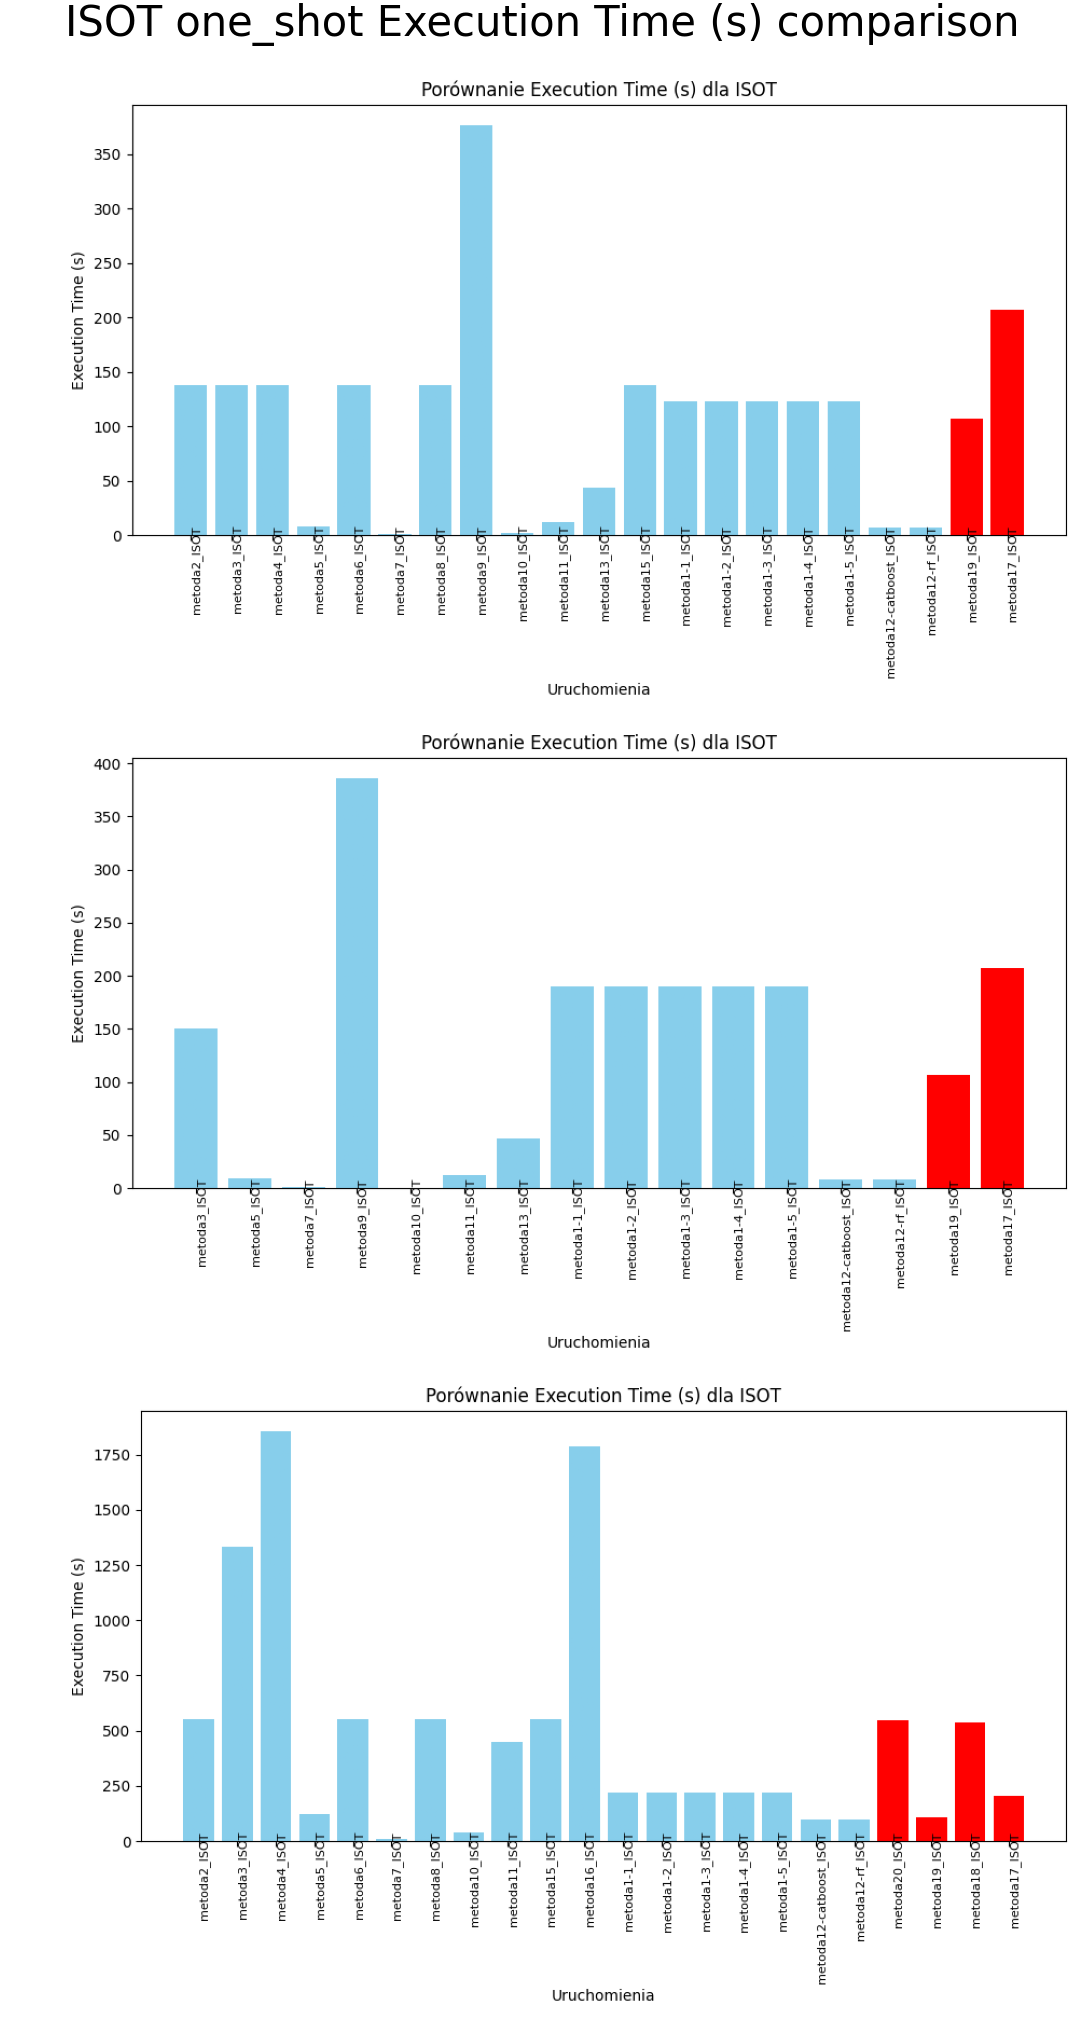 ISOT one_shot Execution Time (s) comparison
Porównanie Execution Time (s) dla ISOT
Execution Time (s)
350
300
250
200
150
100
50
0
metoda2_ISOT
metoda3_ISOT
metoda4_ISOT
metoda5_ISOT
metoda6_ISOT
metoda7_ISOT
metoda8_ISOT
metoda9_ISOT
metoda10_ISOT
metoda11_ISOT
metoda13_ISOT
metoda15_ISOT
metoda1-1_ISOT
metoda1-2_ISOT
metoda1-3_ISOT
metoda1-4_ISOT
metoda1-5_ISOT
metoda12-catboost_ISOT
metoda12-rf_ISOT
metoda19_ISOT
metoda17_ISOT
Uruchomienia
Porównanie Execution Time (s) dla ISOT
Execution Time (s)
400
350
300
250
200
150
100
50
0
metoda3_ISOT
metoda5_ISOT
metoda7_ISOT
metoda9_ISOT
metoda10_ISOT
metoda11_ISOT
metoda13_ISOT
metoda1-1_ISOT
metoda1-2_ISOT
metoda1-3_ISOT
metoda1-4_ISOT
metoda1-5_ISOT
metoda12-catboost_ISOT
metoda12-rf_ISOT
metoda19_ISOT
metoda17_ISOT
Uruchomienia
Porównanie Execution Time (s) dla ISOT
Execution Time (s)
1750
1500
1250
1000
750
500
250
0
metoda2_ISOT
metoda3_ISOT
metoda4_ISOT
metoda5_ISOT
metoda6_ISOT
metoda7_ISOT
metoda8_ISOT
metoda10_ISOT
metoda11_ISOT
metoda15_ISOT
metoda16_ISOT
metoda1-1_ISOT
metoda1-2_ISOT
metoda1-3_ISOT
metoda1-4_ISOT
metoda1-5_ISOT
metoda12-catboost_ISOT
metoda12-rf_ISOT
metoda20_ISOT
metoda19_ISOT
metoda18_ISOT
metoda17_ISOT
Uruchomienia